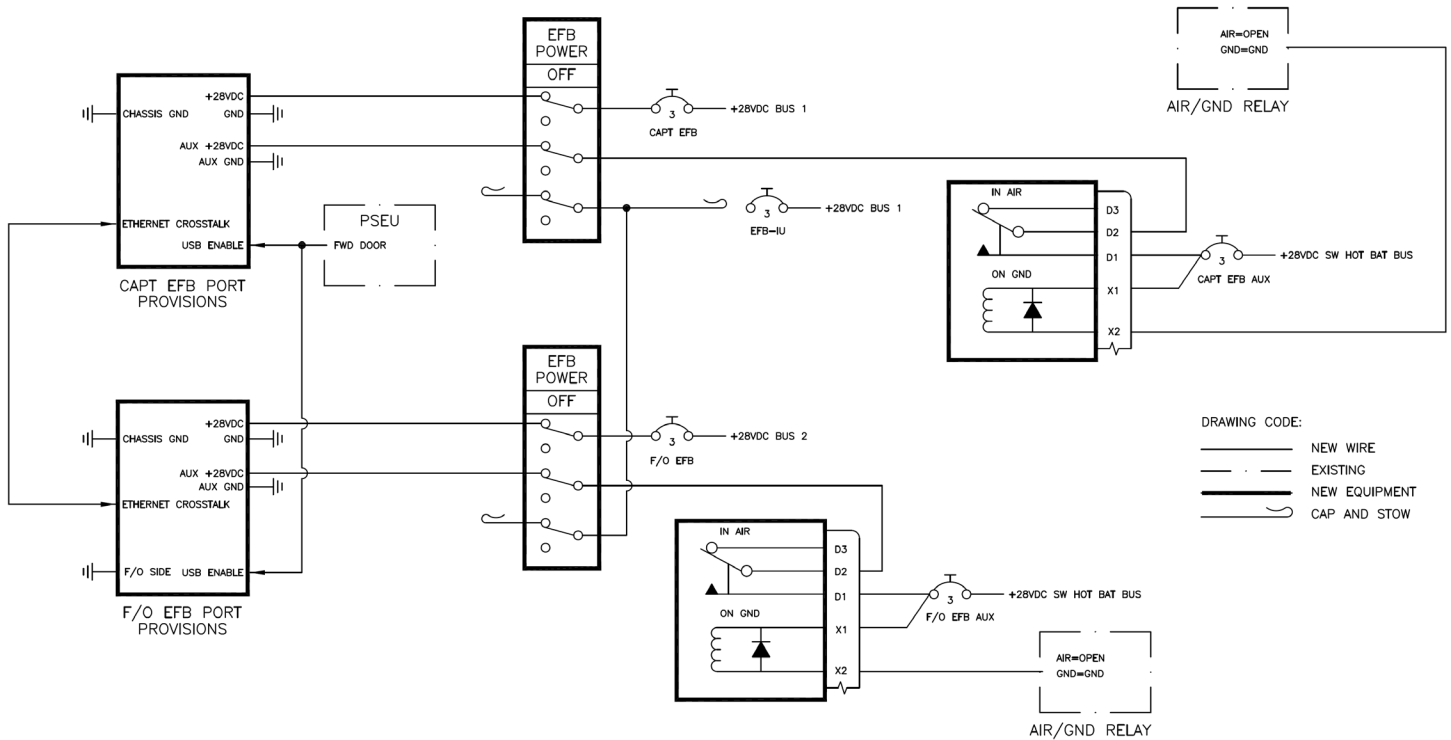 EFB
POWER
OFF
+28VDC
CHASSIS GND
GND
AUX +28VDC
AUX GND
ETHERNET CROSSTALK
USB ENABLE
CAPT EFB PORT
PROVISIONS
PSEU
FWD DOOR
3
CAPT EFB
+28VDC BUS 1
3
EFB-IU
+28VDC BUS 1
AIR=OPEN
GND=GND
AIR/GND RELAY
IN AIR
ON GND
D3
D2
D1
X1
X2
3
CAPT EFB AUX
+28VDC SW HOT BAT BUS
EFB
POWER
OFF
+28VDC
CHASSIS GND
GND
AUX +28VDC
AUX GND
ETHERNET CROSSTALK
F/O SIDE
USB ENABLE
F/O EFB PORT
PROVISIONS
3
F/O EFB
+28VDC BUS 2
IN AIR
ON GND
D3
D2
D1
X1
X2
3
F/O EFB AUX
+28VDC SW HOT BAT BUS
AIR=OPEN
GND=GND
AIR/GND RELAY
DRAWING CODE:
NEW WIRE
EXISTING
NEW EQUIPMENT
CAP AND STOW